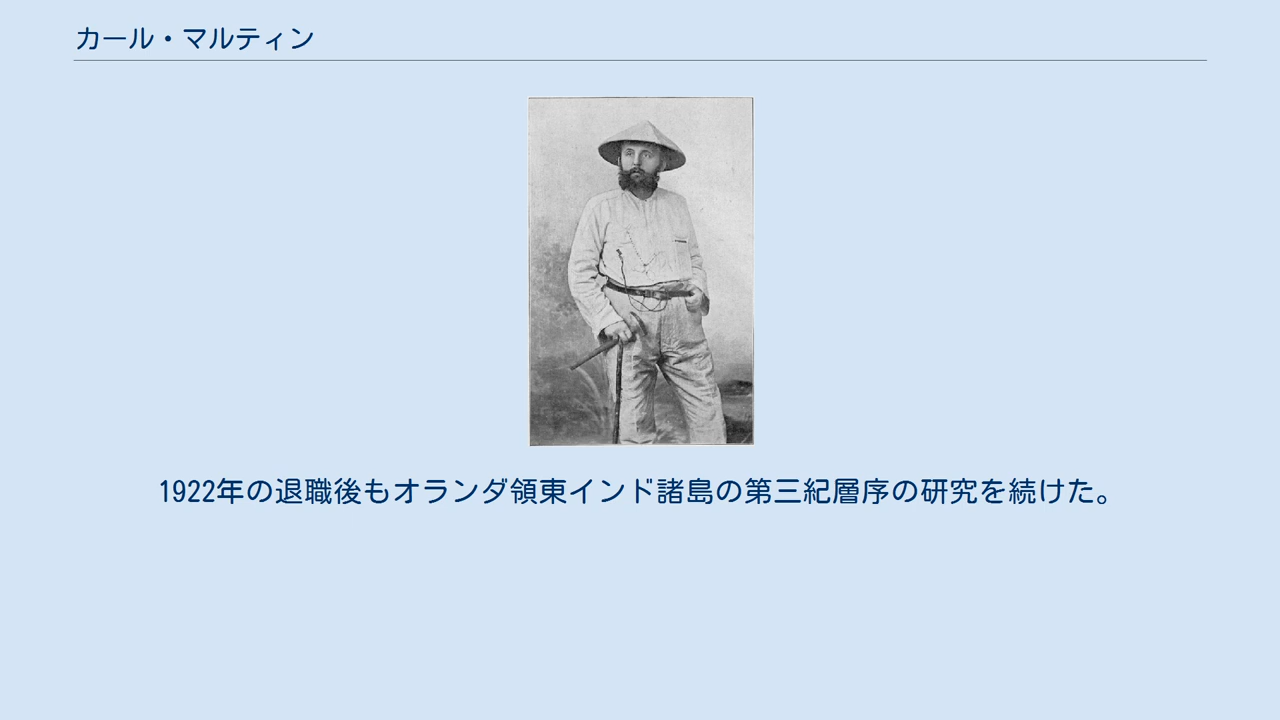 カール・マルティン
1922年の退職後もオランダ領東インド諸島の第三紀層序の研究を続けた。